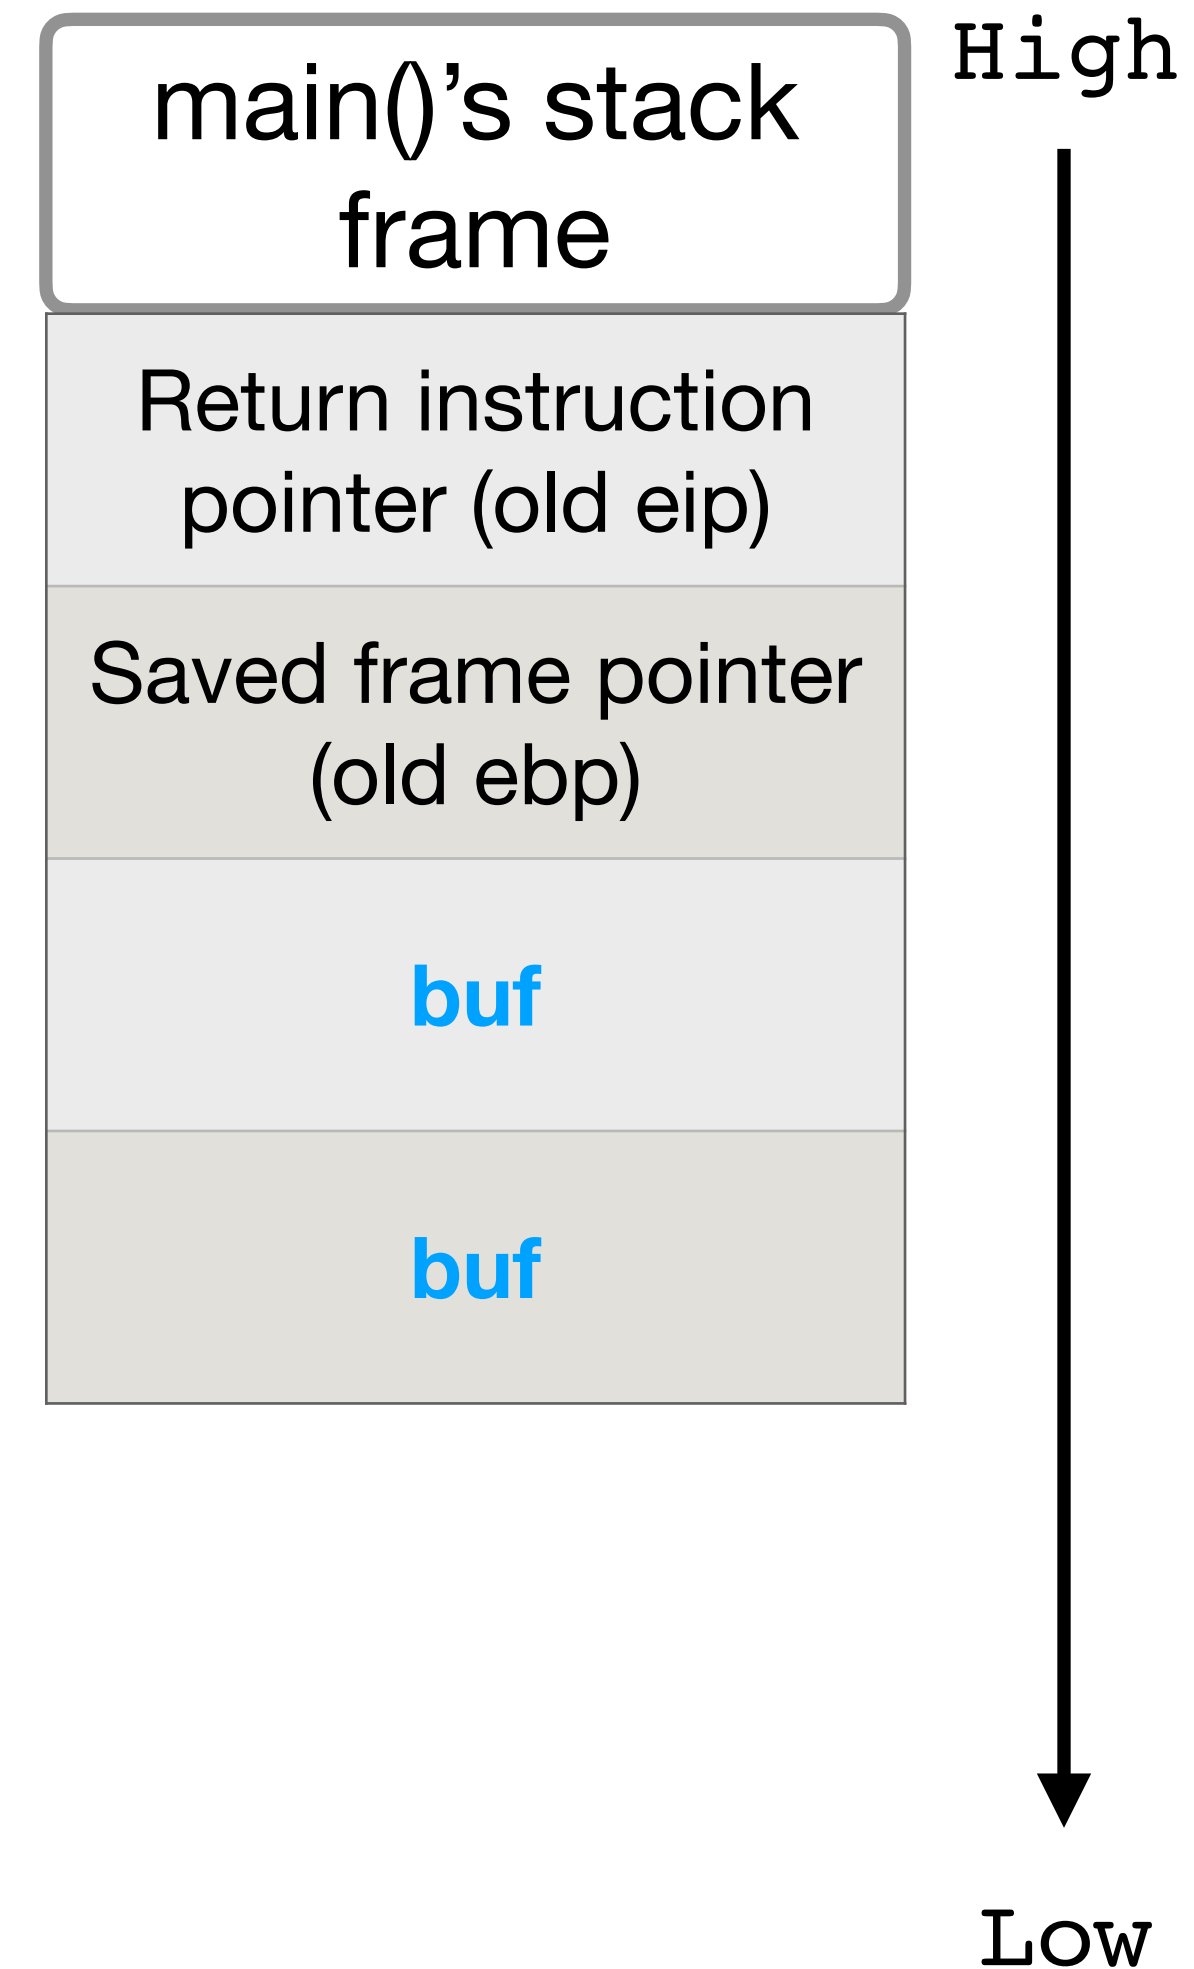 High
main()’s stack
frame
Return instruction
pointer (old eip)
Saved frame pointer
(old ebp)
buf
buf
Low